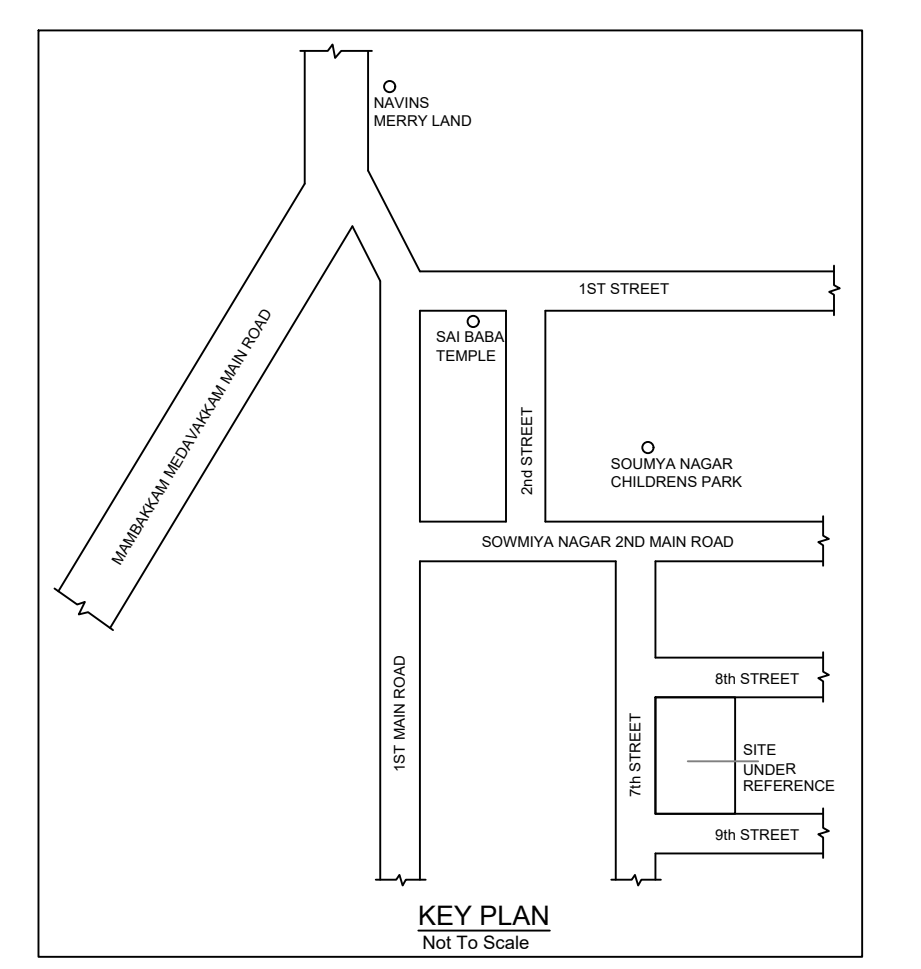 NAVINS
MERRY LAND
1ST STREET
SAI BABA
TEMPLE
MAMBAKKAM MEDAVAKKAM MAIN ROAD
2nd STREET
SOUMYA NAGAR
CHILDRENS PARK
SOWMIYA NAGAR 2ND MAIN ROAD
1ST MAIN ROAD
8th STREET
7th STREET
SITE
UNDER
REFERENCE
9th STREET
KEY PLAN
Not To Scale